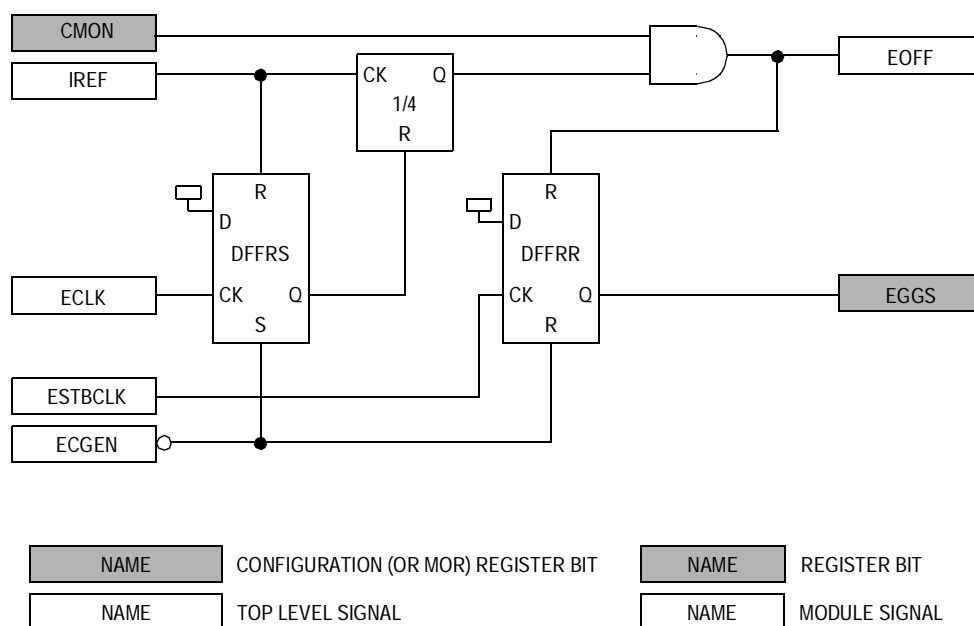 CMON
EOFF
IREF
CK Q
1/4
R
R
R
D
D
DFFRS
DFFRR
ECLK
CK Q
CK Q
EGGS
S
R
ESTBCLK
ECGEN
NAME CONFIGURATION (OR MOR) REGISTER BIT
NAME REGISTER BIT
NAME TOP LEVEL SIGNAL
NAME MODULE SIGNAL